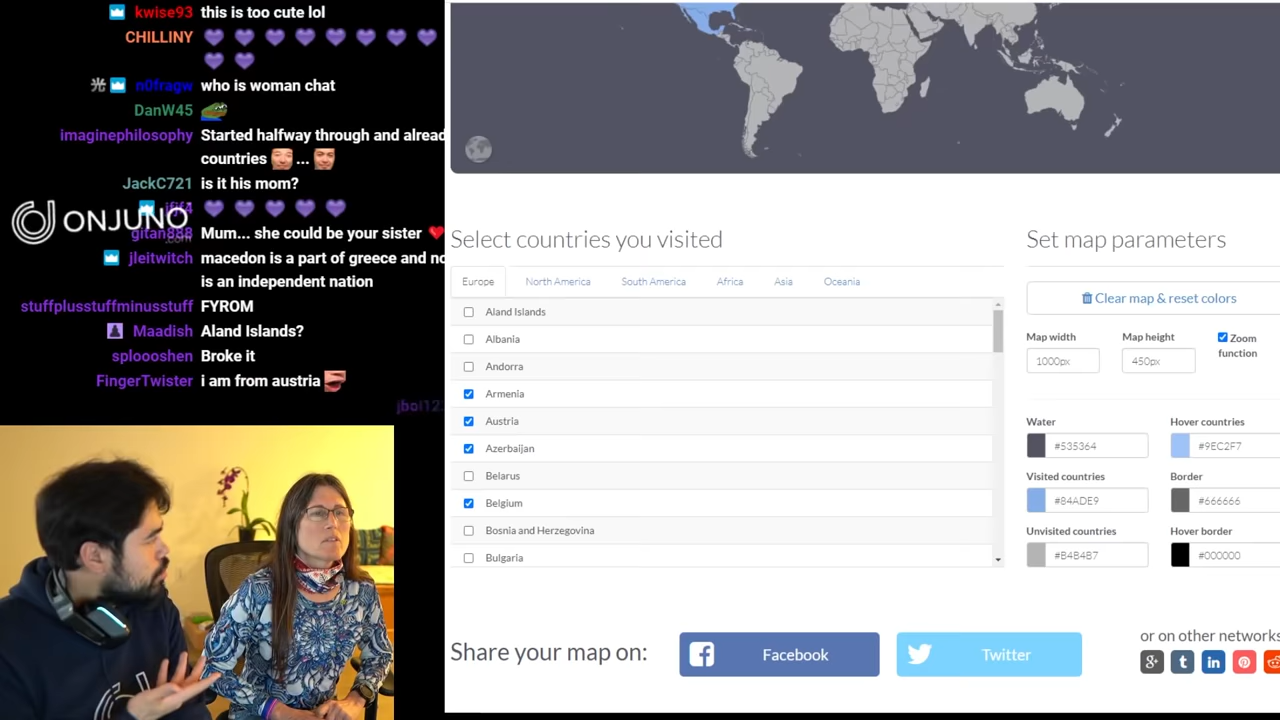 kwise93 this is too cute lol
CHILLINY
光 n0fragw who is woman chat
DanW45
imaginephilosophy Started halfway through and alread
countries ...
JackC721 is it his mom?
jfjf4
ONJUNO
.com
gitan888 Mum... she could be your sister
jleitwitch macedon is a part of greece and no
is an independent nation
stuffplusstuffminusstuff FYROM
Maadish Aland Islands?
sploooshen Broke it
FingerTwister i am from austria
jbol12
Select countries you visited
Europe North America South America Africa Asia Oceania
Aland Islands
Albania
Andorra
Armenia
Austria
Azerbaijan
Belarus
Belgium
Bosnia and Herzegovina
Bulgaria
Set map parameters
Clear map & reset colors
Map width Map height Zoom
function
1000px 450px
Water Hover countries
#535364 #9EC2F7
Visited countries Border
#84ADE9 #666666
Unvisited countries Hover border
#B4B4B7 #000000
Share your map on: Facebook Twitter
or on other networks